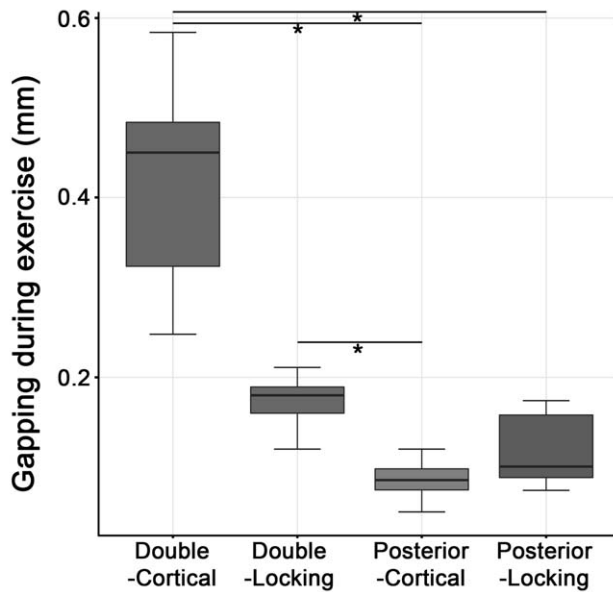 Gapping during exercise (mm)
0.6
0.4
0.2
*
*
*
Double
-Cortical
Double
-Locking
Posterior
-Cortical
Posterior
-Locking